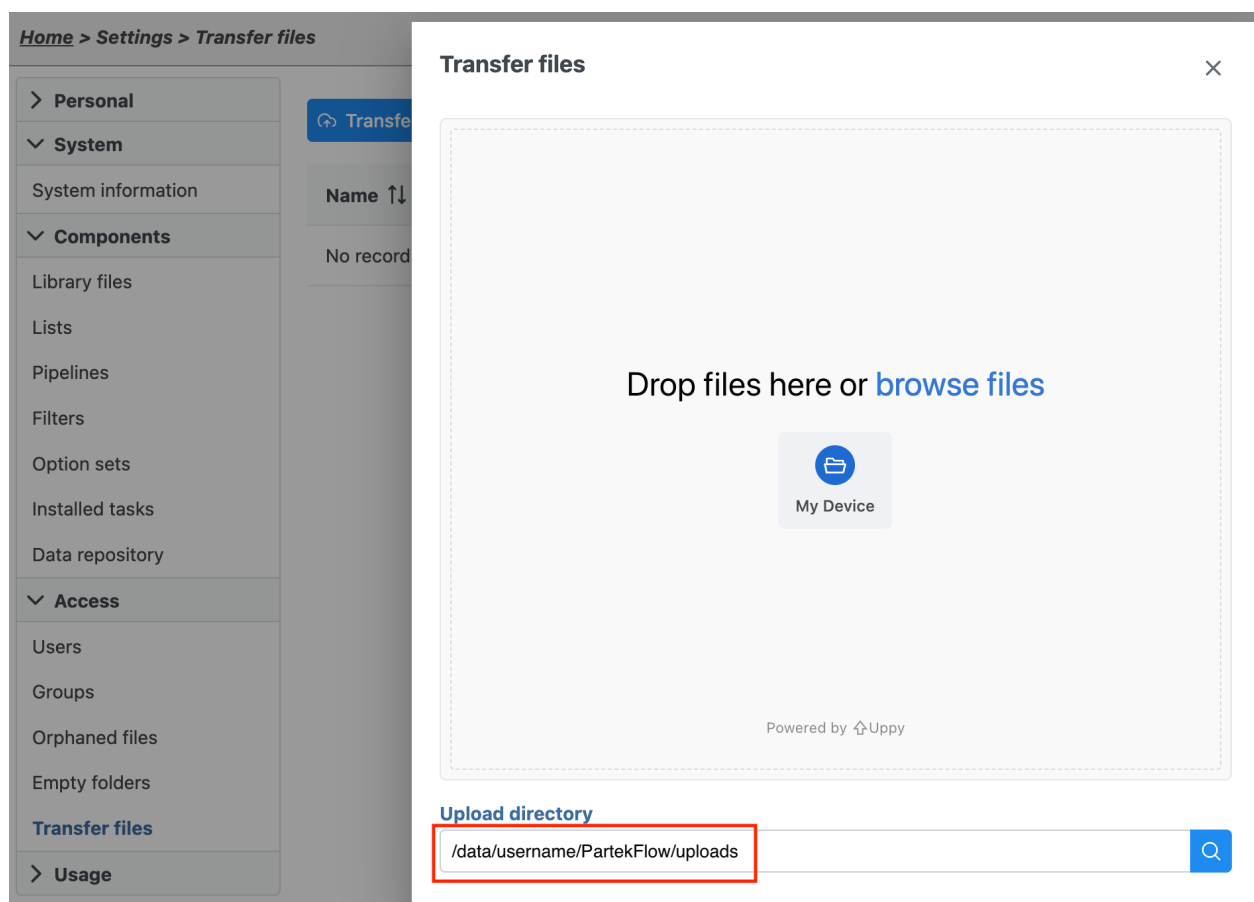 Home > Settings > Transfer files
Personal
System
System information
Components
Library files
Lists
Pipelines
Filters
Option sets
Installed tasks
Data repository
Access
Users
Groups
Orphaned files
Empty folders
Transfer files
Usage
Transfe
Name
No record
Transfer files
Drop files here or browse files
My Device
Powered by Uppy
Upload directory
/data/username/PartekFlow/uploads